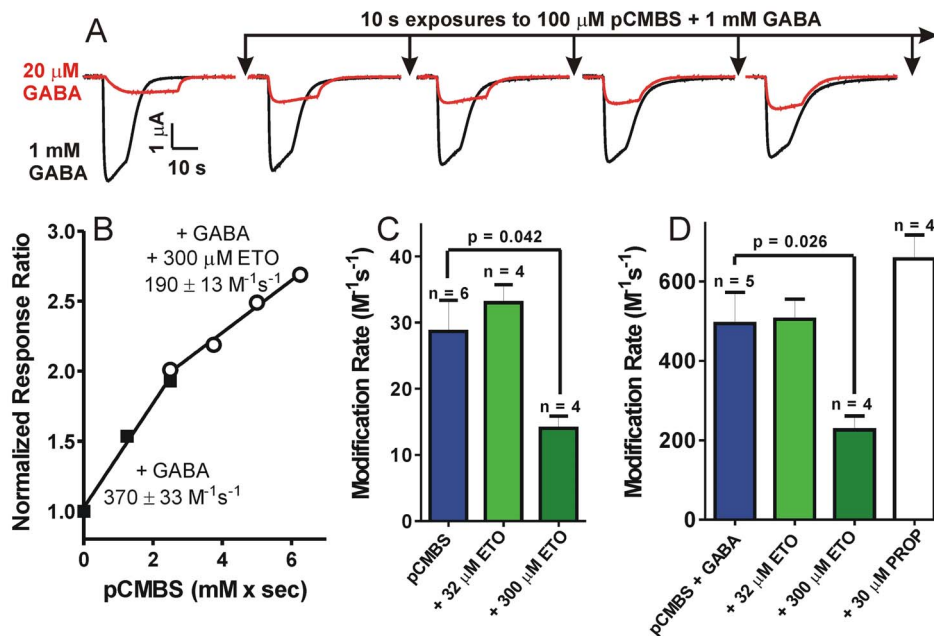 A
10 s exposures to 100 μM pCMBS + 1 mM GABA
20 μM
GABA
1 mM
GABA
1 μA
10 s
B
Normalized Response Ratio
3.0
2.5
2.0
1.5
1.0
+ GABA
+ 300 μM ETO
190 ± 13 M⁻¹s⁻¹
+ GABA
370 ± 33 M⁻¹s⁻¹
0
2
4
6
pCMBS (mM x sec)
C
Modification Rate (M⁻¹s⁻¹)
40
30
20
10
0
p = 0.042
n = 6
n = 4
n = 4
pCMBS
+ 32 μM ETO
+ 300 μM ETO
D
Modification Rate (M⁻¹s⁻¹)
600
400
200
0
p = 0.026
n = 5
n = 4
n = 4
pCMBS + GABA
+ 32 μM ETO
+ 300 μM ETO
+ 30 μM PROP